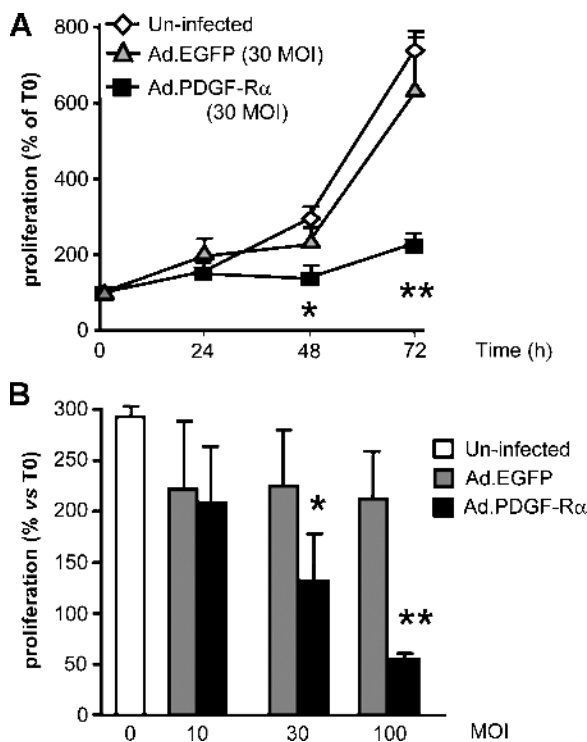 A
Un-infected
Ad.EGFP (30 MOI)
Ad.PDGF-Rα
(30 MOI)
proliferation (% of T0)
800
600
400
200
0
*
**
0 24 48 72 Time (h)
B
proliferation (% vs T0)
300
250
200
150
100
50
0
Un-infected
Ad.EGFP
Ad.PDGF-Rα
*
**
0 10 30 100 MOI